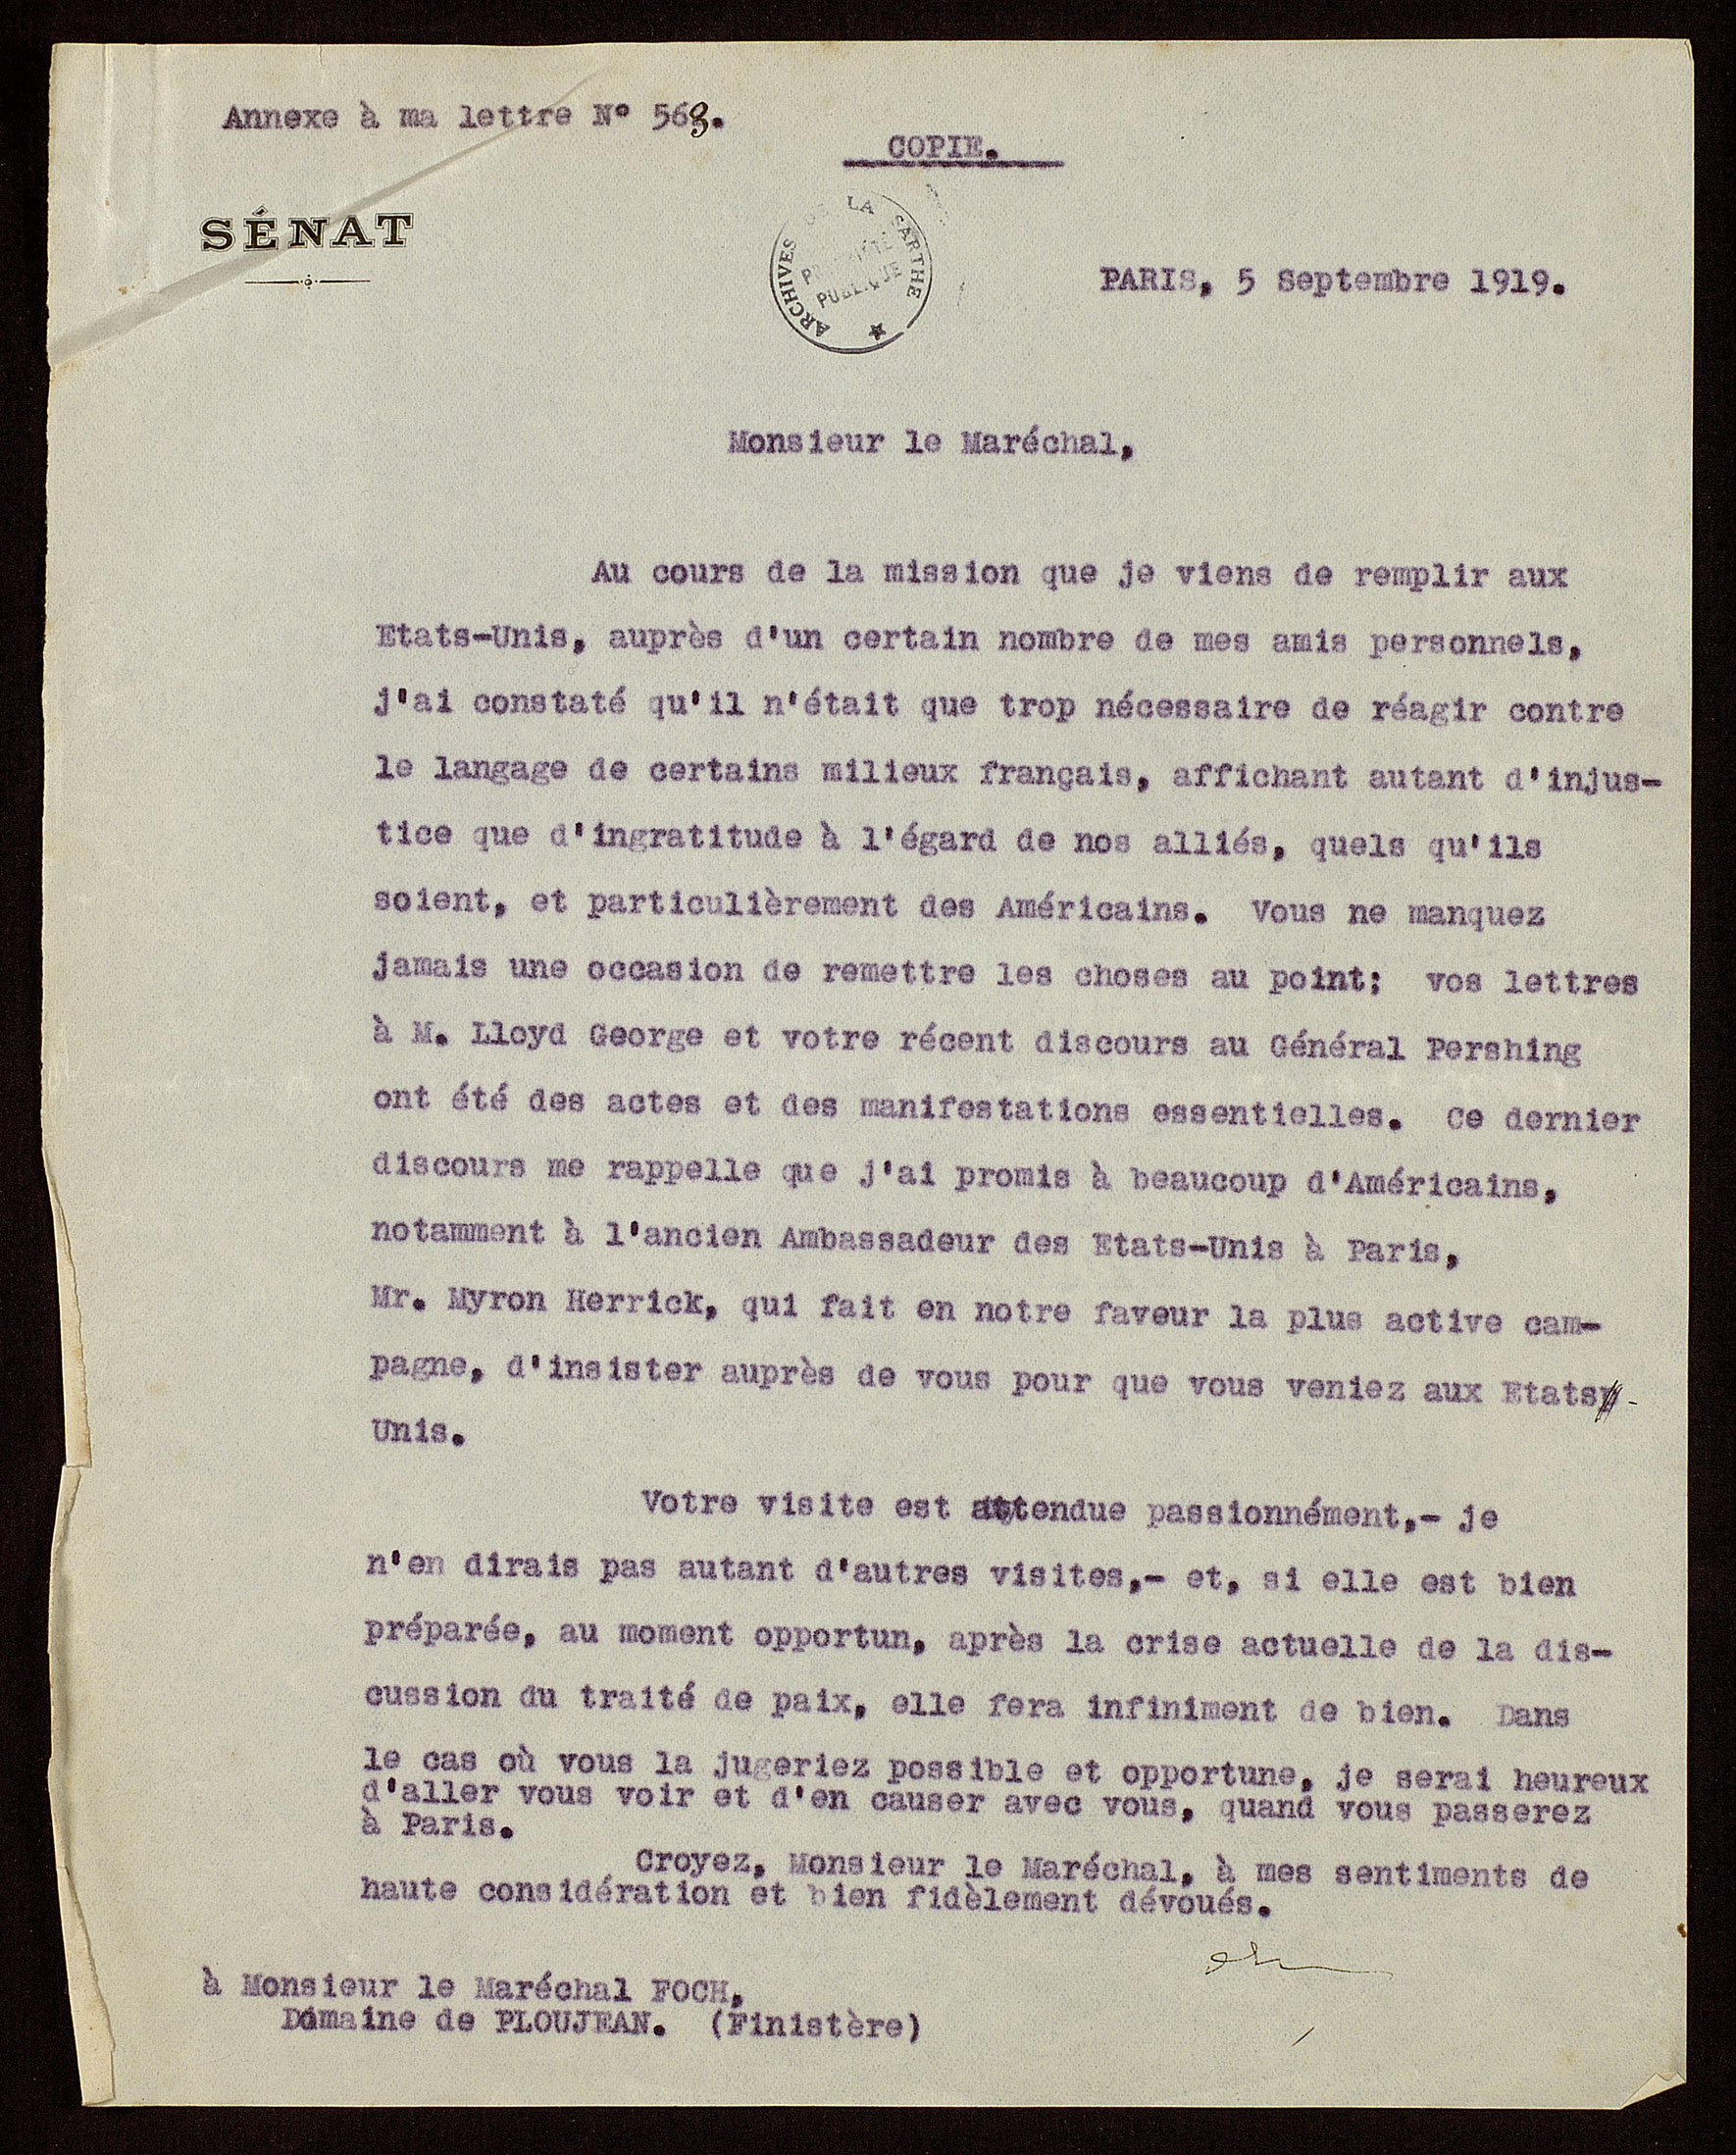 Annexe à ma lettre N° 568.
COPIE.
SÉNAT
ARCHIVES DE LA SARTHE
PROPRIÉTÉ
PUBLIQUE
PARIS, 5 Septembre 1919.
Monsieur le Maréchal,
Au cours de la mission que je viens de remplir aux
Etats-Unis, auprès d'un certain nombre de mes amis personnels,
j'ai constaté qu'il n'était que trop nécessaire de réagir contre
le langage de certains milieux français, affichant autant d'injus-
tice que d'ingratitude à l'égard de nos alliés, quels qu'ils
soient, et particulièrement des Américains. Vous ne manquez
jamais une occasion de remettre les choses au point; vos lettres
à M. Lloyd George et votre récent discours au Général Pershing
ont été des actes et des manifestations essentielles. Ce dernier
discours me rappelle que j'ai promis à beaucoup d'Américains,
notamment à l'ancien Ambassadeur des Etats-Unis à Paris,
Mr. Myron Herrick, qui fait en notre faveur la plus active cam-
pagne, d'insister auprès de vous pour que vous veniez aux Etats-
Unis.
Votre visite est attendue passionnément,- je
n'en dirais pas autant d'autres visites,- et, si elle est bien
préparée, au moment opportun, après la crise actuelle de la dis-
cussion du traité de paix, elle fera infiniment de bien. Dans
le cas où vous la jugeriez possible et opportune, je serai heureux
d'aller vous voir et d'en causer avec vous, quand vous passerez
à Paris.
Croyez, Monsieur le Maréchal, à mes sentiments de
haute considération et bien fidèlement dévoués.
à Monsieur le Maréchal FOCH,
Domaine de PLOUJEAN. (Finistère)